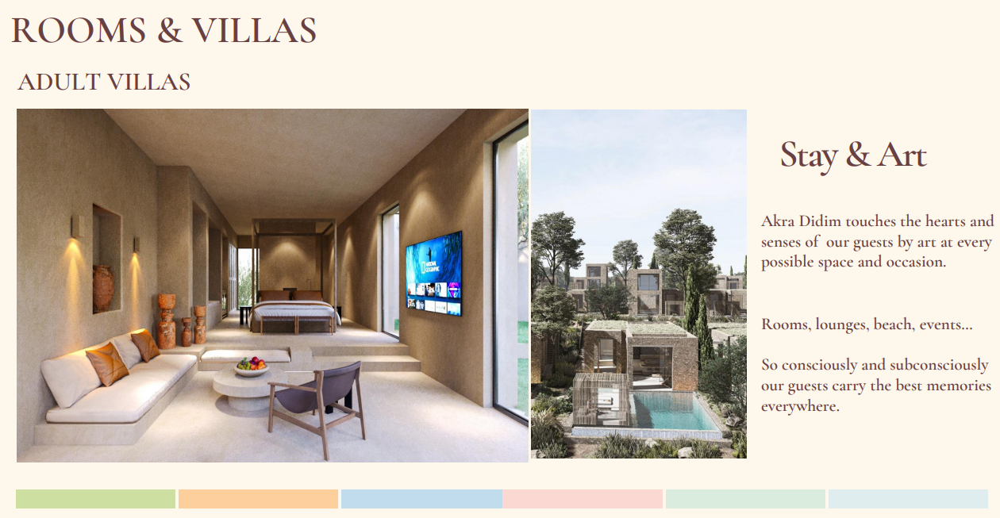 ROOMS & VILLAS
ADULT VILLAS
NATIONAL
GEOGRAPHIC
Stay & Art
Akra Didim touches the hearts and
senses of our guests by art at every
possible space and occasion.
Rooms, lounges, beach, events...
So consciously and subconsciously
our guests carry the best memories
everywhere.